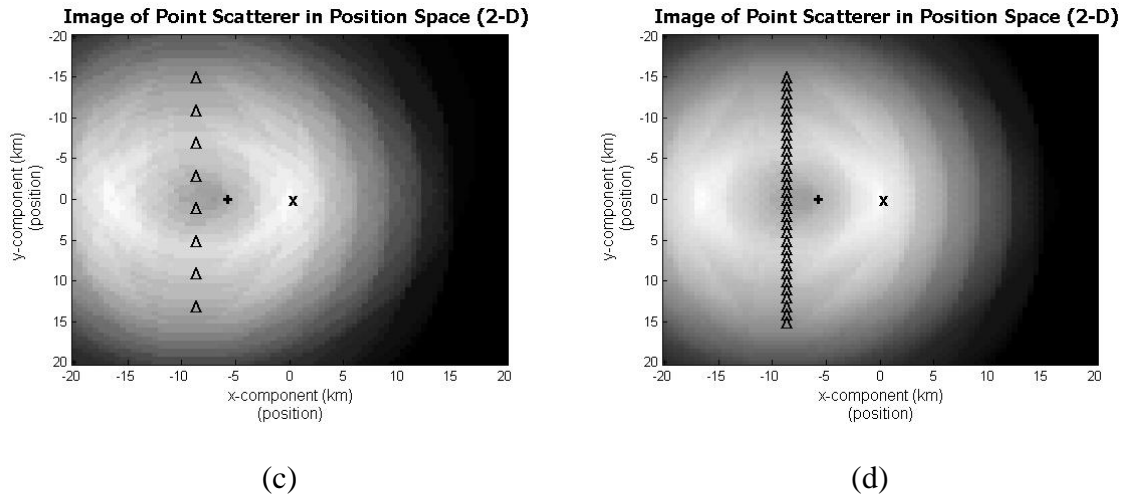 Image of Point Scatterer in Position Space (2-D)
-20
-15
-10
-5
0
5
10
15
20
y-component (km)
(position)
x
-20
-15
-10
-5
0
5
10
15
20
x-component (km)
(position)
(c)
Image of Point Scatterer in Position Space (2-D)
-20
-15
-10
-5
0
5
10
15
20
y-component (km)
(position)
x
-20
-15
-10
-5
0
5
10
15
20
x-component (km)
(position)
(d)